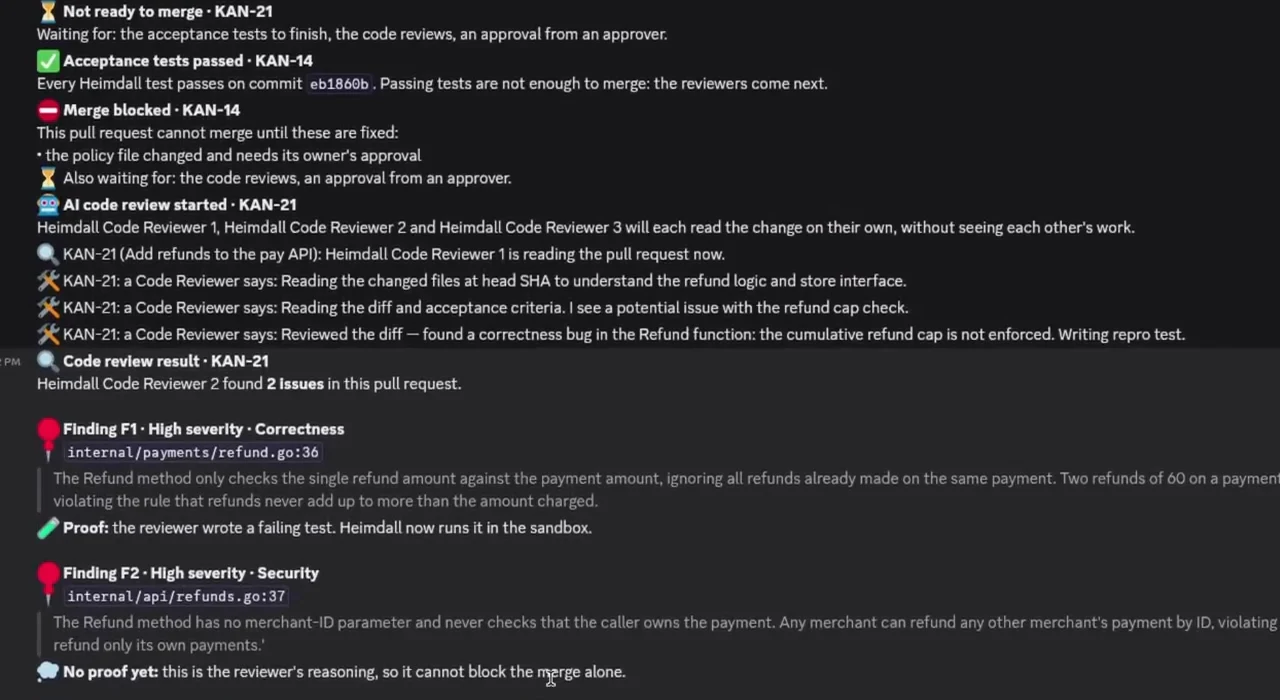 Not ready to merge · KAN-21
Waiting for: the acceptance tests to finish, the code reviews, an approval from an approver.
Acceptance tests passed · KAN-14
Every Heimdall test passes on commit eb1860b. Passing tests are not enough to merge: the reviewers come next.
Merge blocked · KAN-14
This pull request cannot merge until these are fixed:
• the policy file changed and needs its owner's approval
Also waiting for: the code reviews, an approval from an approver.
AI code review started · KAN-21
Heimdall Code Reviewer 1, Heimdall Code Reviewer 2 and Heimdall Code Reviewer 3 will each read the change on their own, without seeing each other's work.
KAN-21 (Add refunds to the pay API): Heimdall Code Reviewer 1 is reading the pull request now.
KAN-21: a Code Reviewer says: Reading the changed files at head SHA to understand the refund logic and store interface.
KAN-21: a Code Reviewer says: Reading the diff and acceptance criteria. I see a potential issue with the refund cap check.
KAN-21: a Code Reviewer says: Reviewed the diff — found a correctness bug in the Refund function: the cumulative refund cap is not enforced. Writing repro test.
PM
Code review result · KAN-21
Heimdall Code Reviewer 2 found 2 issues in this pull request.
Finding F1 · High severity · Correctness
internal/payments/refund.go:36
The Refund method only checks the single refund amount against the payment amount, ignoring all refunds already made on the same payment. Two refunds of 60 on a payment
violating the rule that refunds never add up to more than the amount charged.
Proof: the reviewer wrote a failing test. Heimdall now runs it in the sandbox.
Finding F2 · High severity · Security
internal/api/refunds.go:37
The Refund method has no merchant-ID parameter and never checks that the caller owns the payment. Any merchant can refund any other merchant's payment by ID, violating
refund only its own payments.'
No proof yet: this is the reviewer's reasoning, so it cannot block the merge alone.